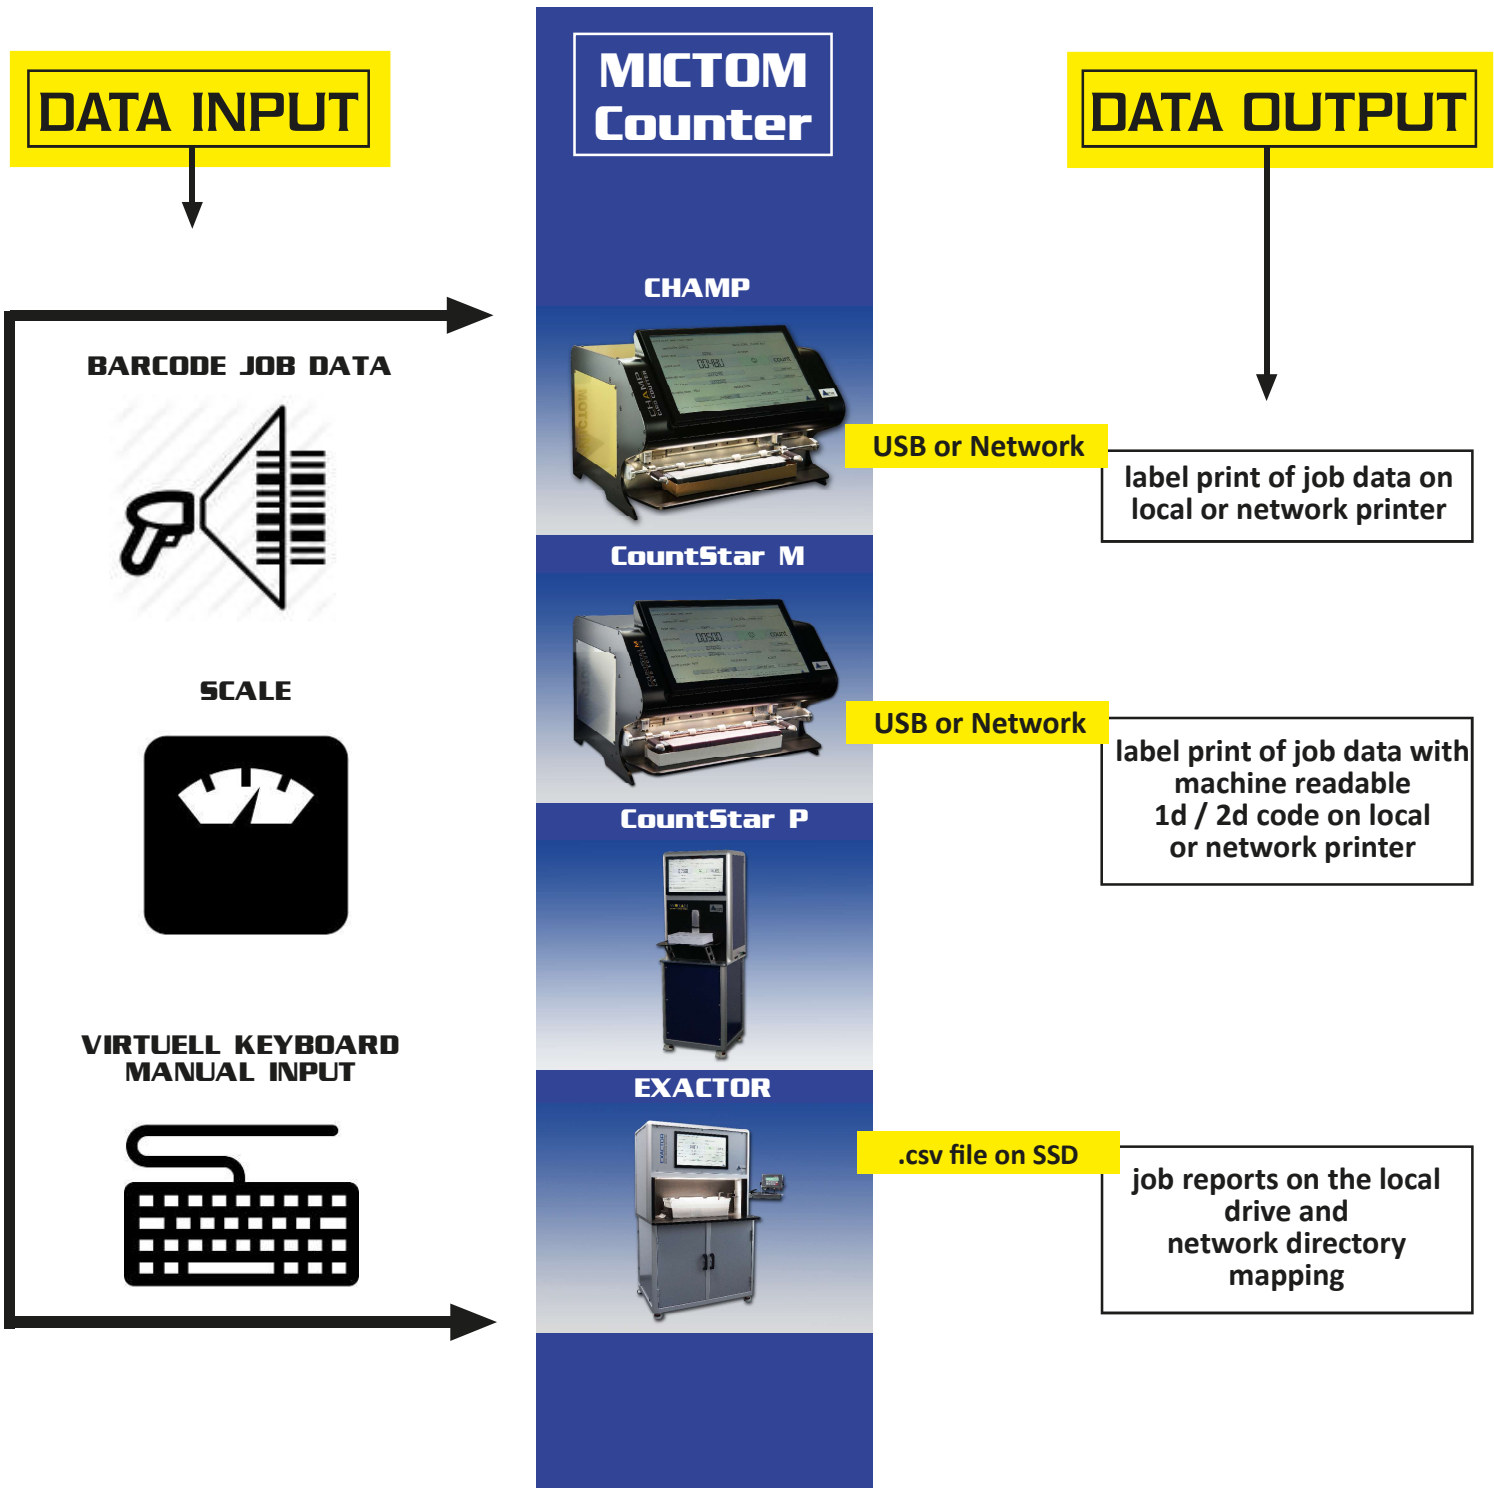 DATA INPUT
BARCODE JOB DATA
SCALE
VIRTUELL KEYBOARD
MANUAL INPUT
MICTOM
Counter
CHAMP
CountStar M
CountStar P
EXACTOR
DATA OUTPUT
USB or Network
label print of job data on
local or network printer
USB or Network
label print of job data with
machine readable
1d / 2d code on local
or network printer
.csv file on SSD
job reports on the local
drive and
network directory
mapping